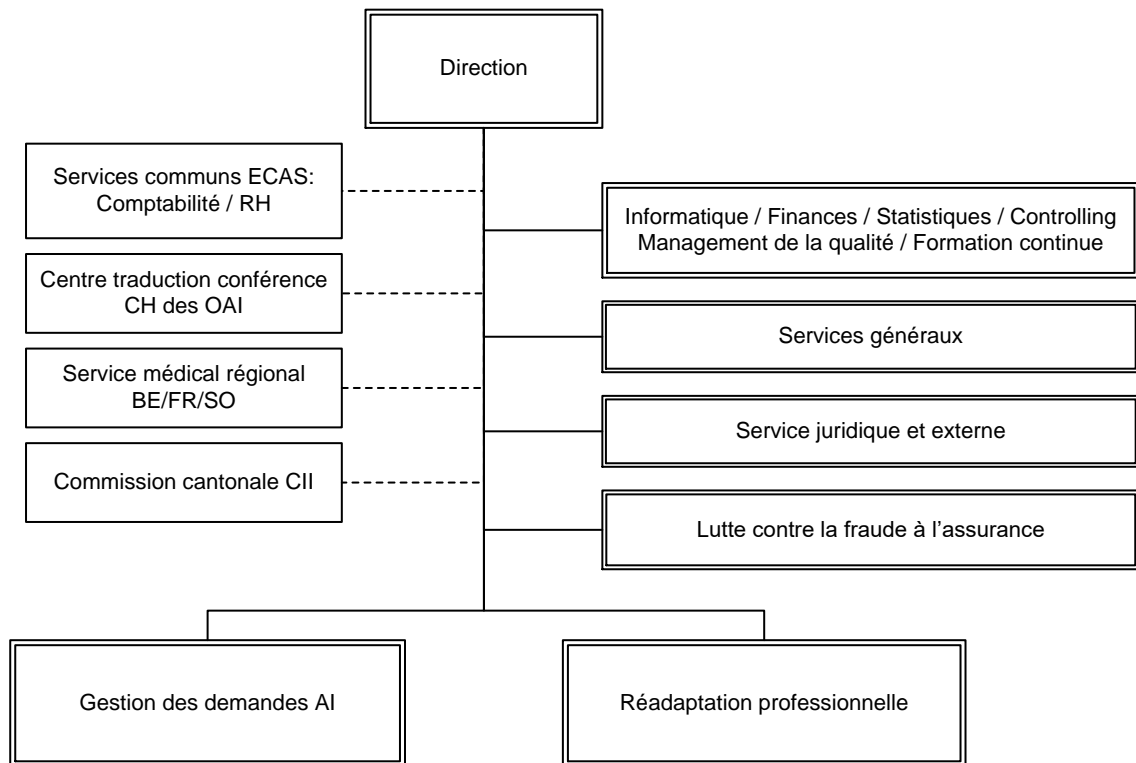 Direction
Services communs ECAS:
Comptabilité / RH
Informatique / Finances / Statistiques / Controlling
Management de la qualité / Formation continue
Centre traduction conférence
CH des OAI
Services généraux
Service médical régional
BE/FR/SO
Service juridique et externe
Commission cantonale CII
Lutte contre la fraude à l’assurance
Gestion des demandes AI
Réadaptation professionnelle